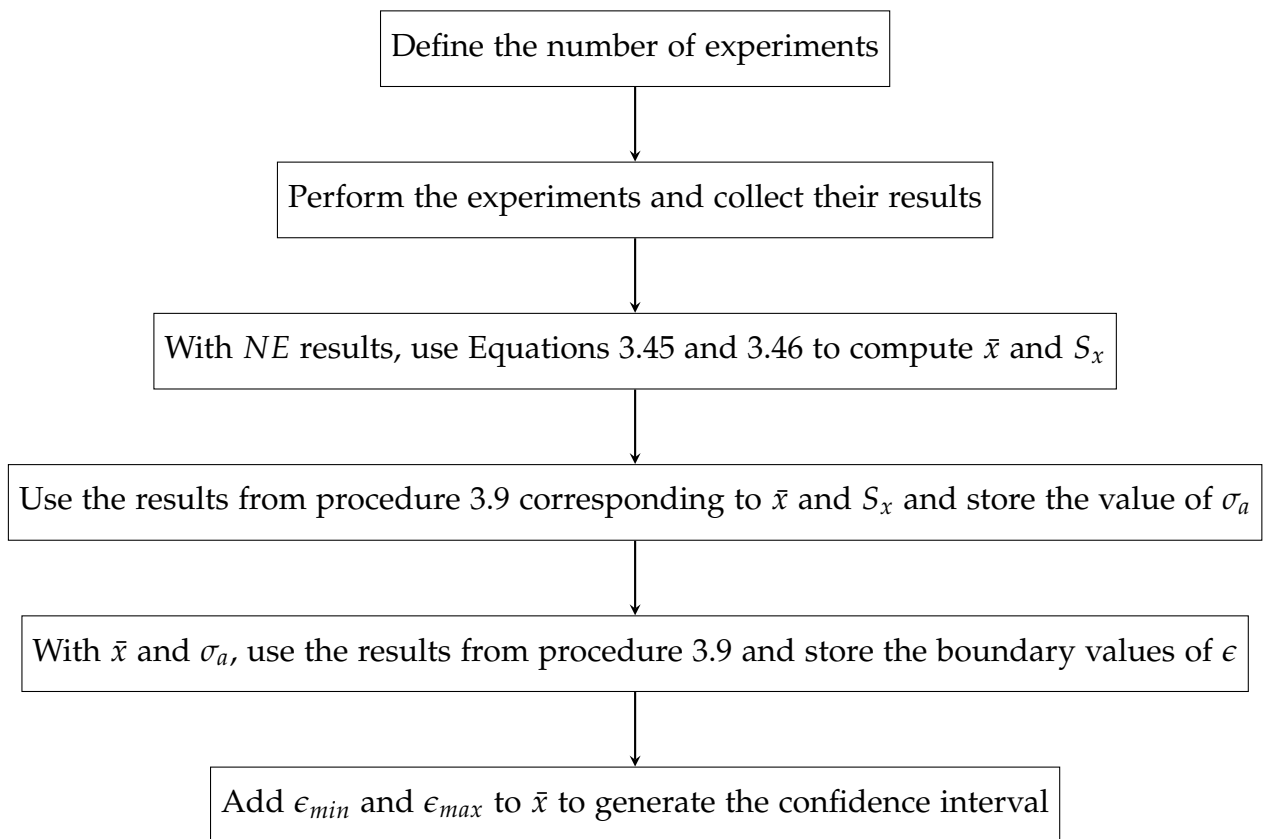 Define the number of experiments
Perform the experiments and collect their results
With NE results, use Equations 3.45 and 3.46 to compute x̄ and Sₓ
Use the results from procedure 3.9 corresponding to x̄ and Sₓ and store the value of σₐ
With x̄ and σₐ, use the results from procedure 3.9 and store the boundary values of ϵ
Add ϵ_min and ϵ_max to x̄ to generate the confidence interval